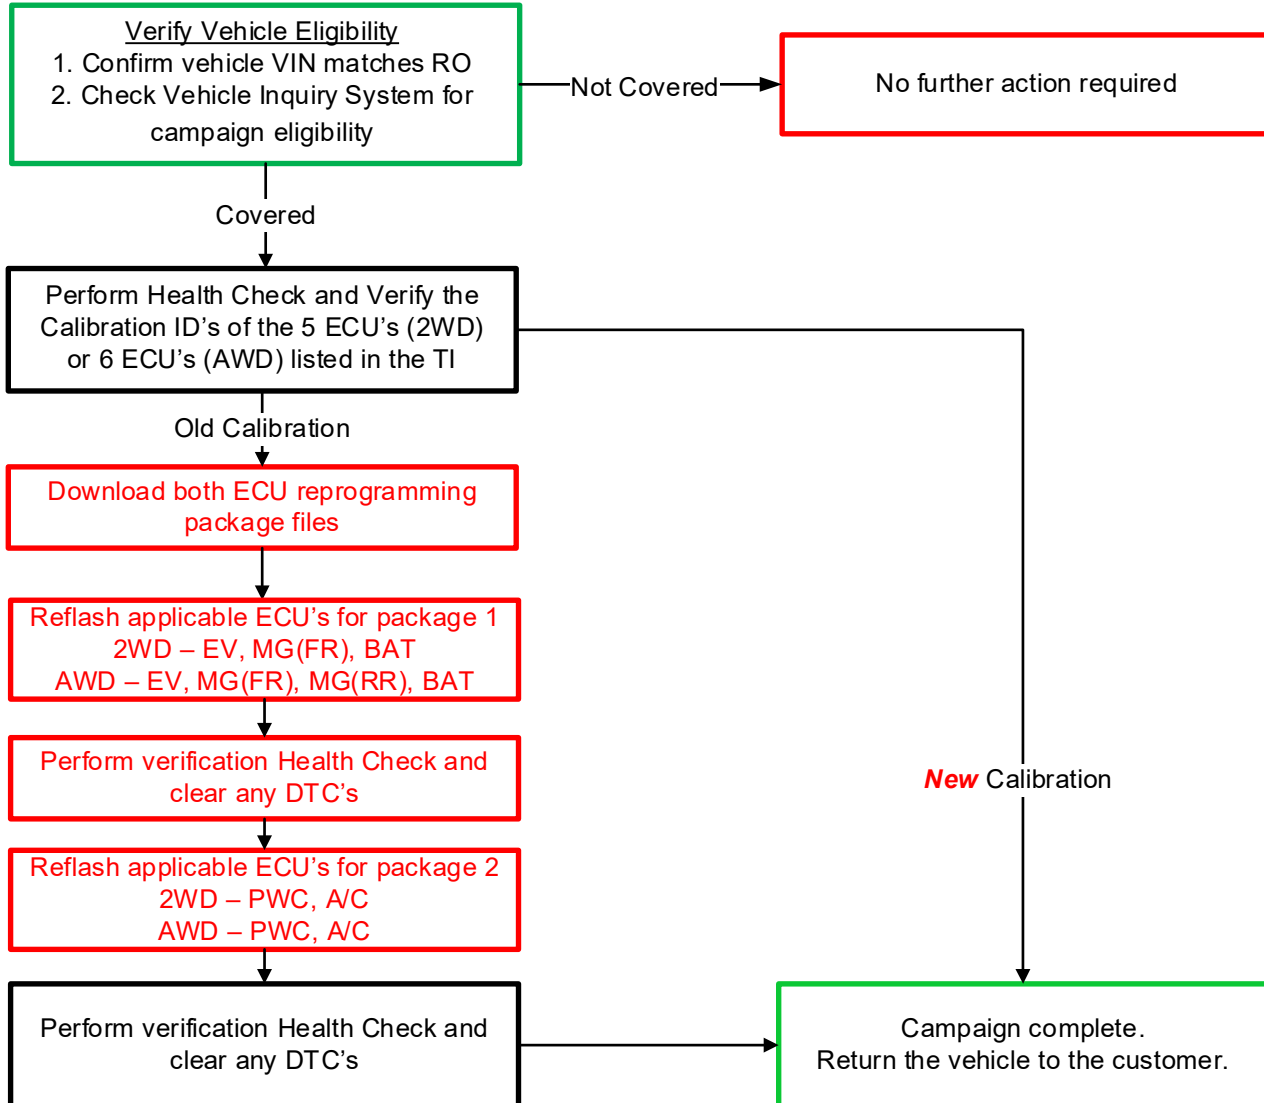 Verify Vehicle Eligibility
1. Confirm vehicle VIN matches RO
2. Check Vehicle Inquiry System for
campaign eligibility
Not Covered
No further action required
Covered
Perform Health Check and Verify the
Calibration ID’s of the 5 ECU’s (2WD)
or 6 ECU’s (AWD) listed in the TI
Old Calibration
Download both ECU reprogramming
package files
Reflash applicable ECU’s for package 1
2WD – EV, MG(FR), BAT
AWD – EV, MG(FR), MG(RR), BAT
Perform verification Health Check and
clear any DTC’s
New Calibration
Reflash applicable ECU’s for package 2
2WD – PWC, A/C
AWD – PWC, A/C
Perform verification Health Check and
clear any DTC’s
Campaign complete.
Return the vehicle to the customer.